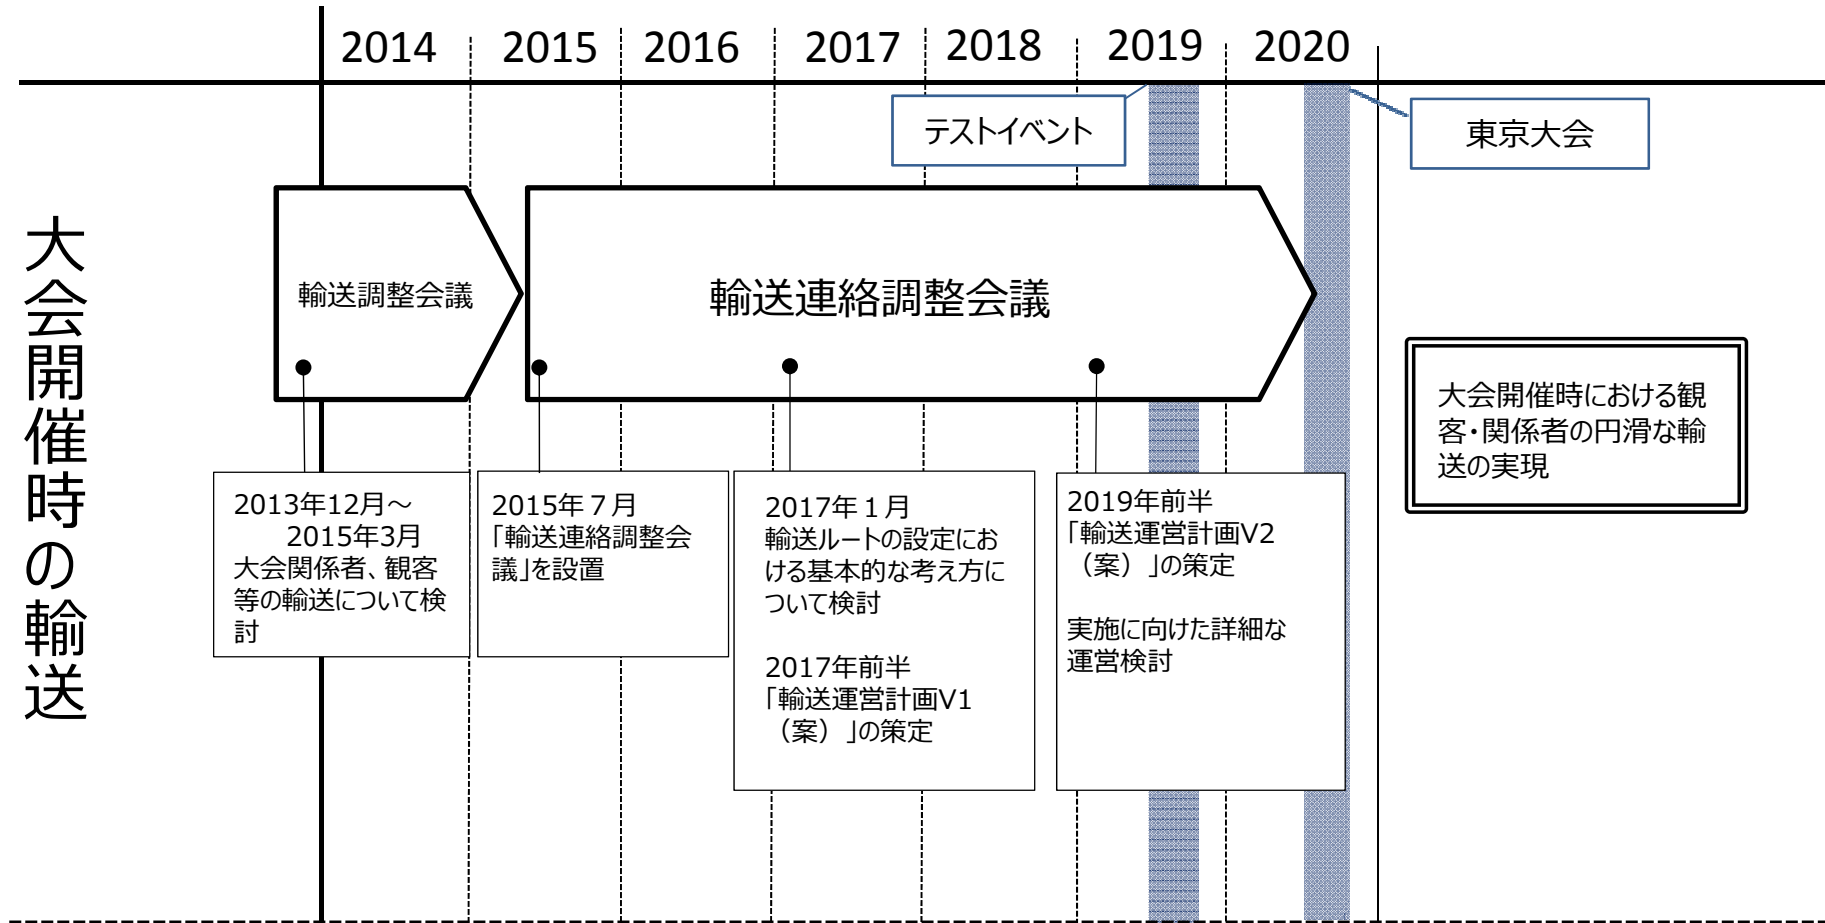 2014 2015 2016 2017 2018 2019 2020
テストイベント
東京大会
大会開催時の輸送
輸送調整会議
輸送連絡調整会議
2013年12月～
2015年3月
大会関係者、観客
等の輸送について検
討
2015年７月
「輸送連絡調整会
議」を設置
2017年１月
輸送ルートの設定にお
ける基本的な考え方に
ついて検討
2017年前半
「輸送運営計画V1
（案）」の策定
2019年前半
「輸送運営計画V2
（案）」の策定
実施に向けた詳細な
運営検討
大会開催時における観
客・関係者の円滑な輸
送の実現